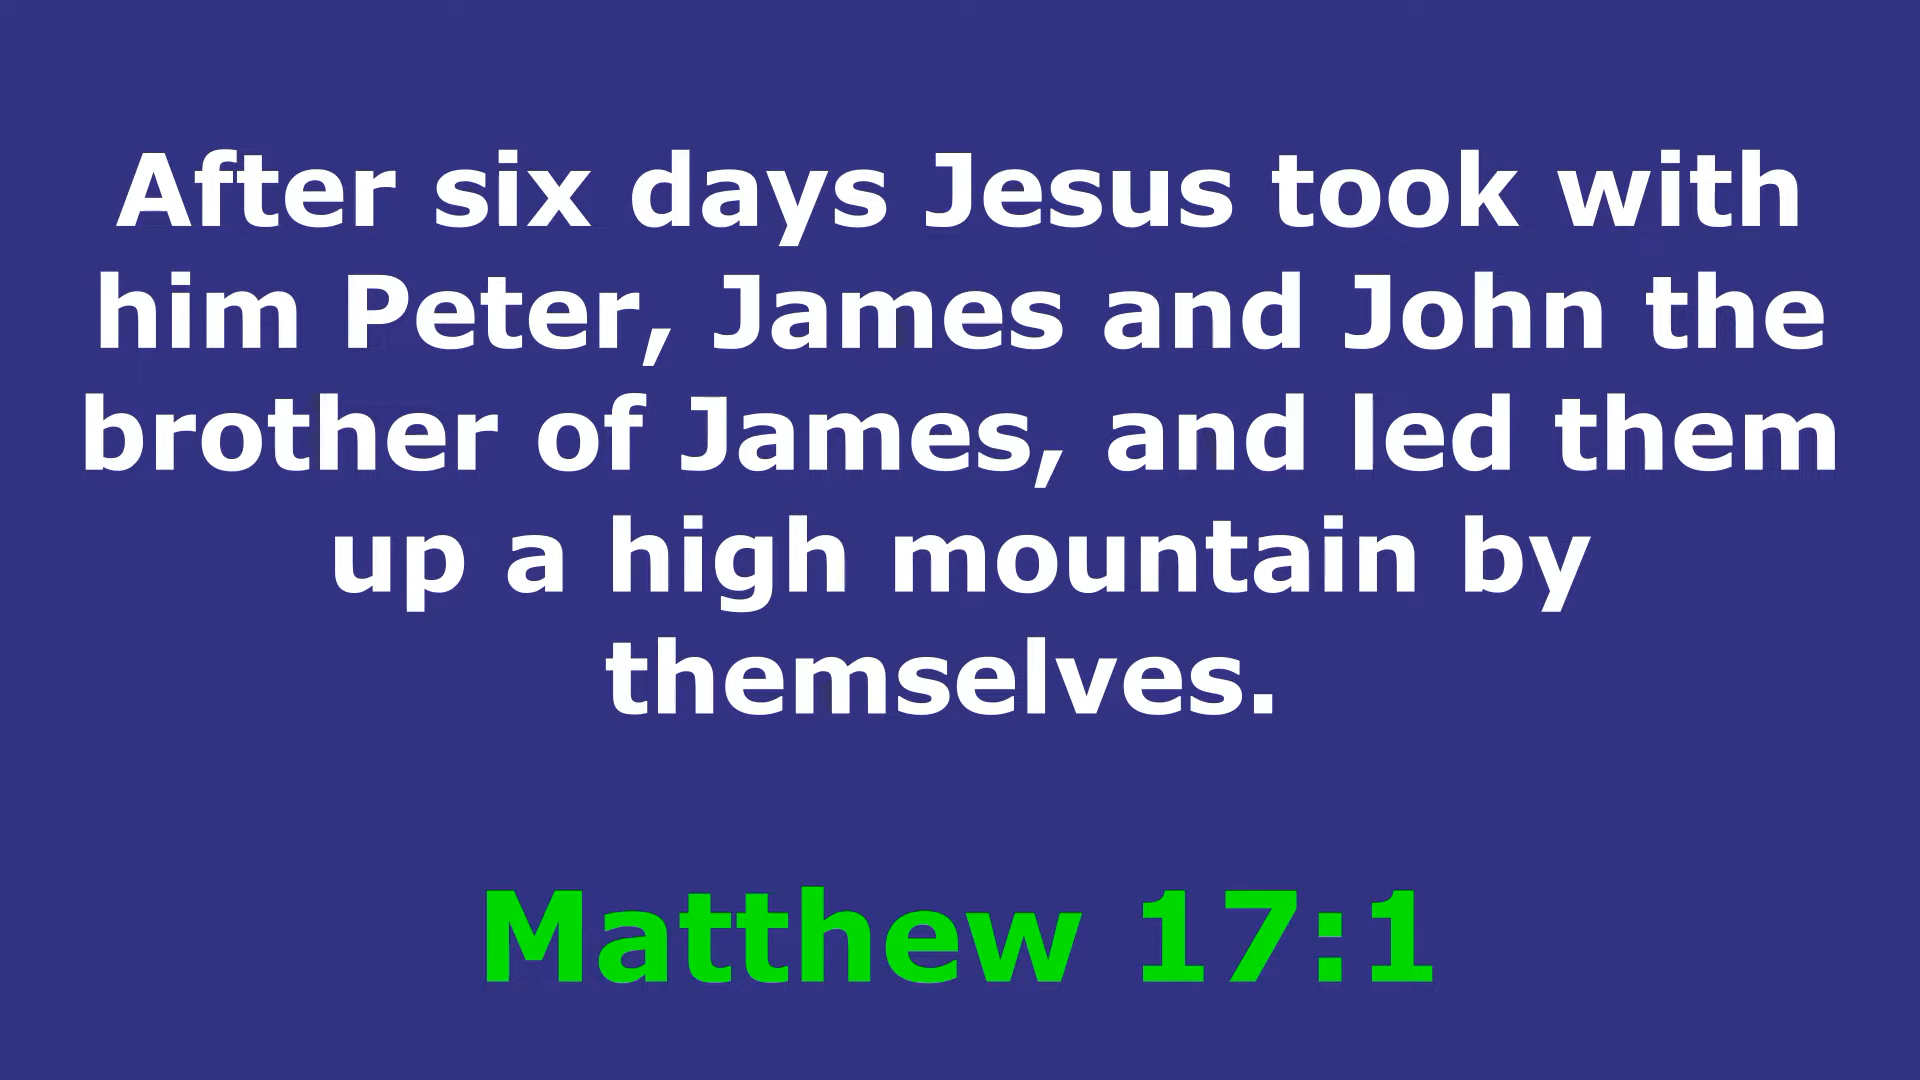 After six days Jesus took with
him Peter, James and John the
brother of James, and led them
up a high mountain by
themselves.
Matthew 17:1